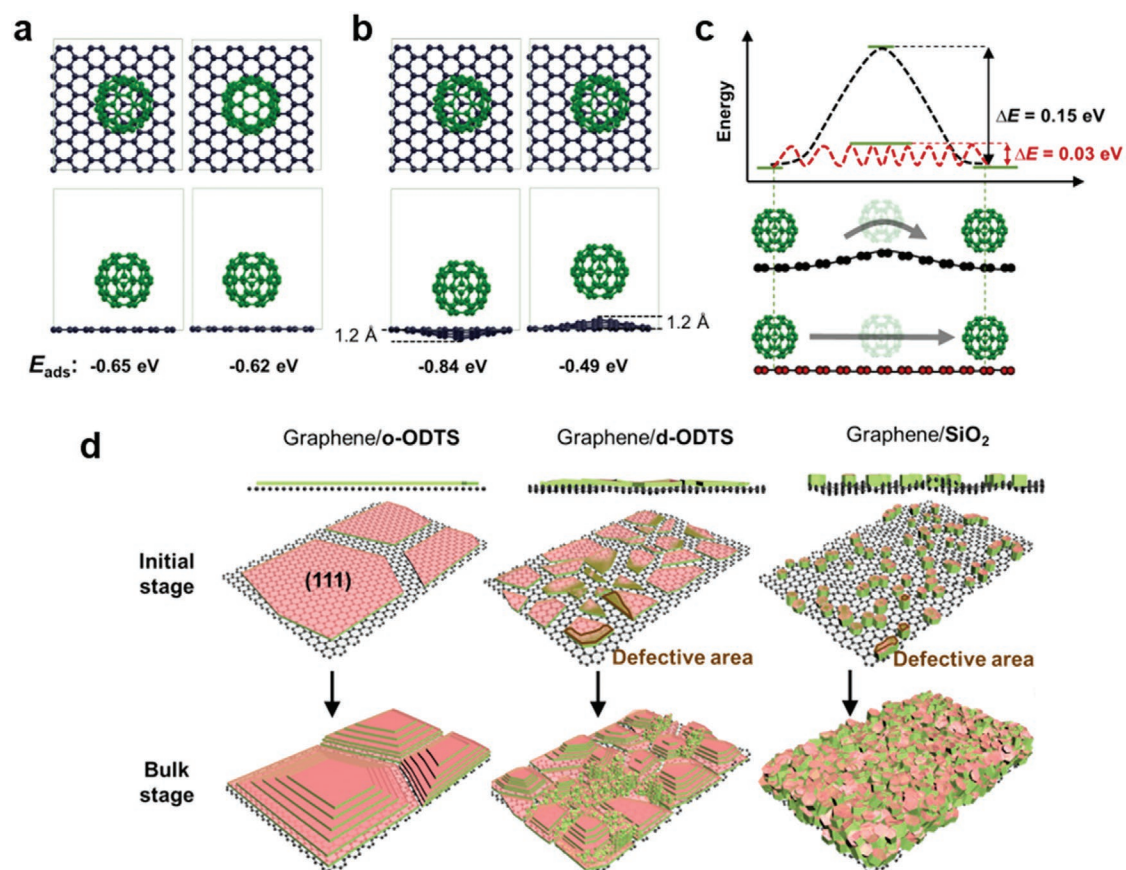 a
b
c
1.2 Å
1.2 Å
E_ads: -0.65 eV -0.62 eV -0.84 eV -0.49 eV
Energy
ΔE = 0.15 eV
ΔE = 0.03 eV
d
Graphene/o-ODTS Graphene/d-ODTS Graphene/SiO₂
Initial
stage
(111)
Defective area
Defective area
Bulk
stage